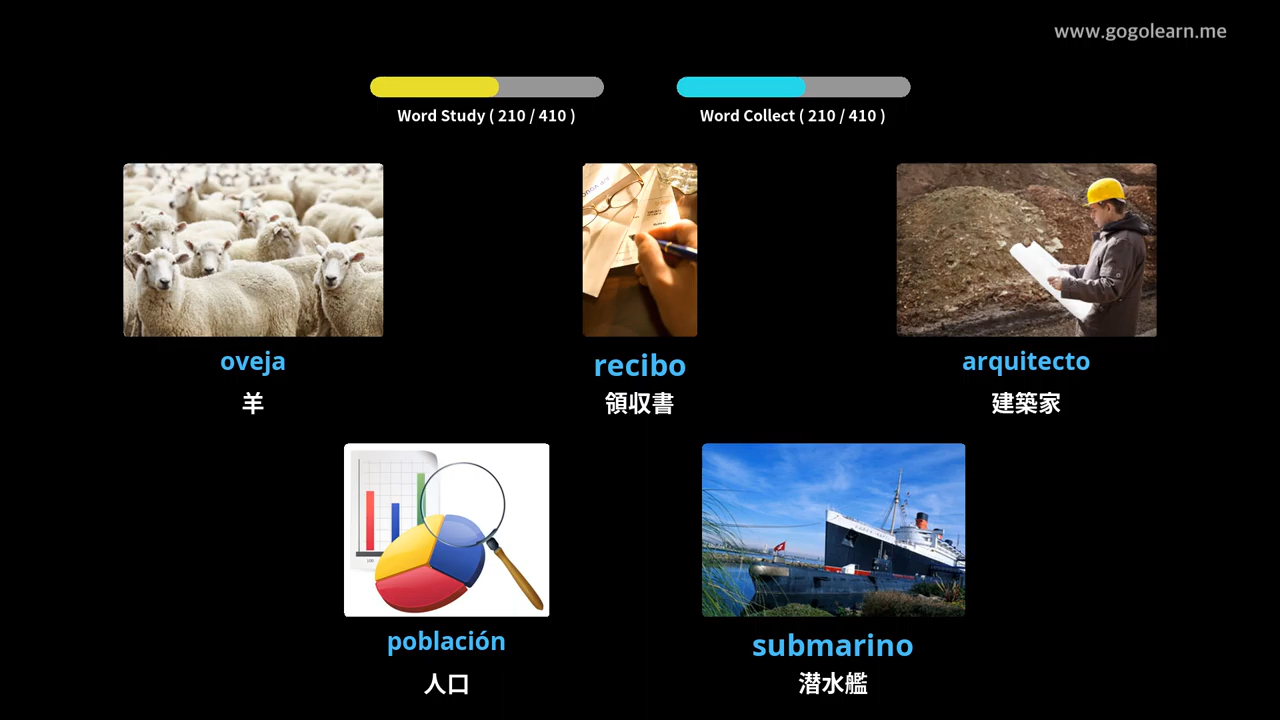 www.gogolearn.me
Word Study ( 210 / 410 )
Word Collect ( 210 / 410 )
oveja
羊
recibo
領収書
arquitecto
建築家
100
población
人口
submarino
潜水艦